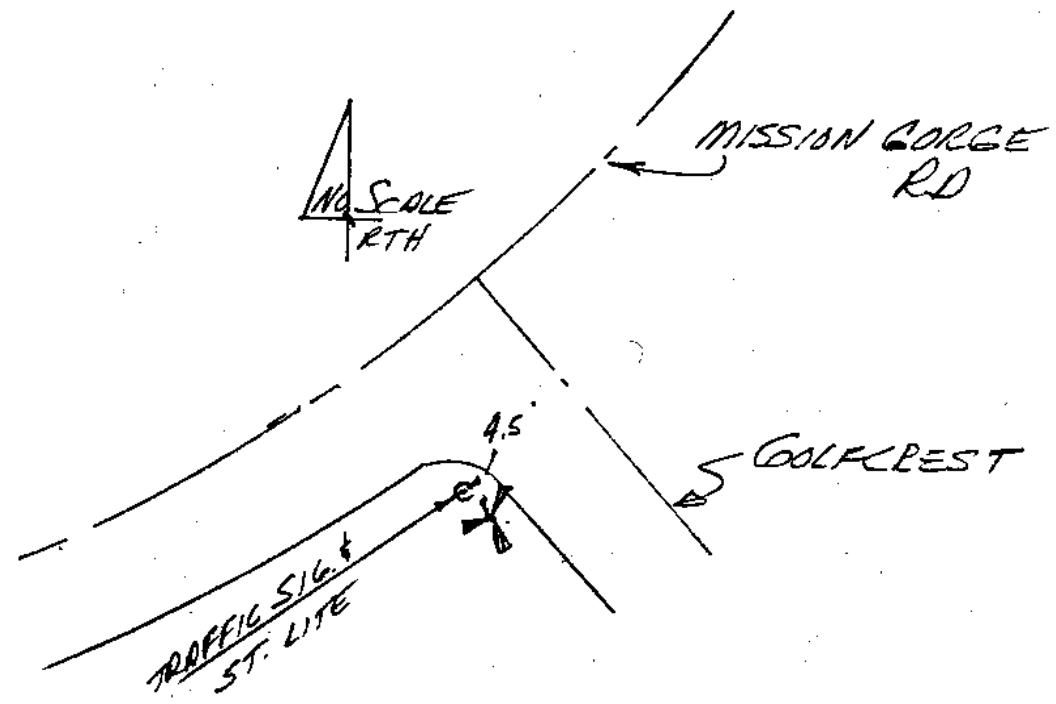 MISSION GORGE
RD
NO SCALE
RTH
4.5'
GOLFCREST
TRAFFIC SIG. &
ST. LITE